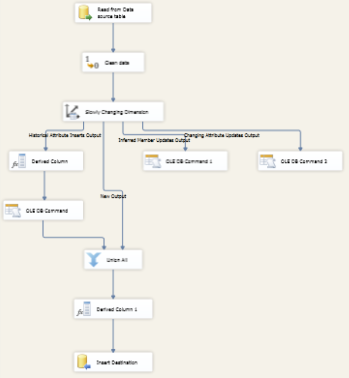 Read from Data
source table
Clean data
Slowly Changing Dimension
Historical Attribute Inserts Output
Changing Attribute Updates Output
Inferred Member Updates Output
Derived Column
OLE DB Command 1
OLE DB Command 2
New Output
OLE DB Command
Union All
Derived Column 1
Insert Destination